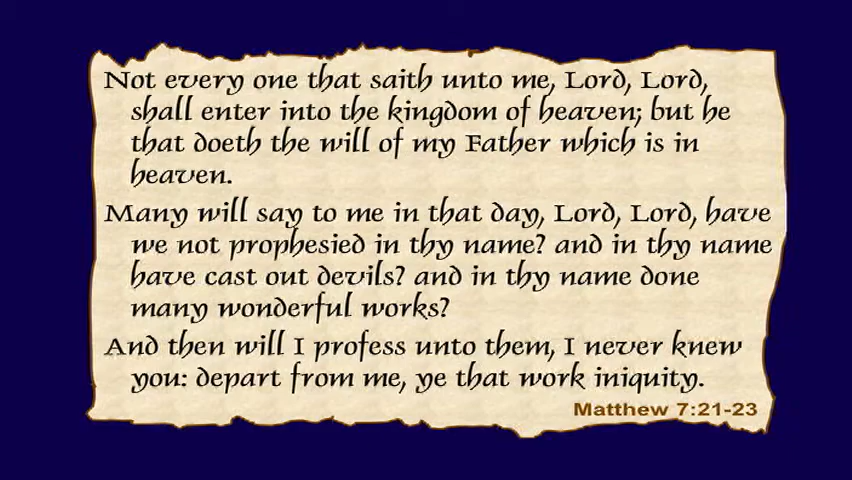 Not every one that saith unto me, Lord, Lord,
shall enter into the kingdom of heaven; but he
that doeth the will of my Father which is in
heaven.
Many will say to me in that day, Lord, Lord, have
we not prophesied in thy name? and in thy name
have cast out devils? and in thy name done
many wonderful works?
And then will I profess unto them, I never knew
you: depart from me, ye that work iniquity.
Matthew 7:21-23